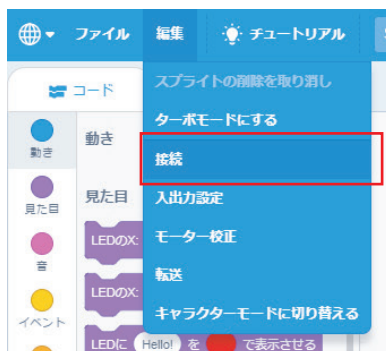 ファイル 編集 チュートリアル
コード
スプライトの削除を取り消し
ターボモードにする
接続
入出力設定
モーター校正
転送
キャラクターモードに切り替える
動き
動き
見た目
見た目
LEDのX:
音
LEDのX:
イベント
LEDに Hello! を で表示させる